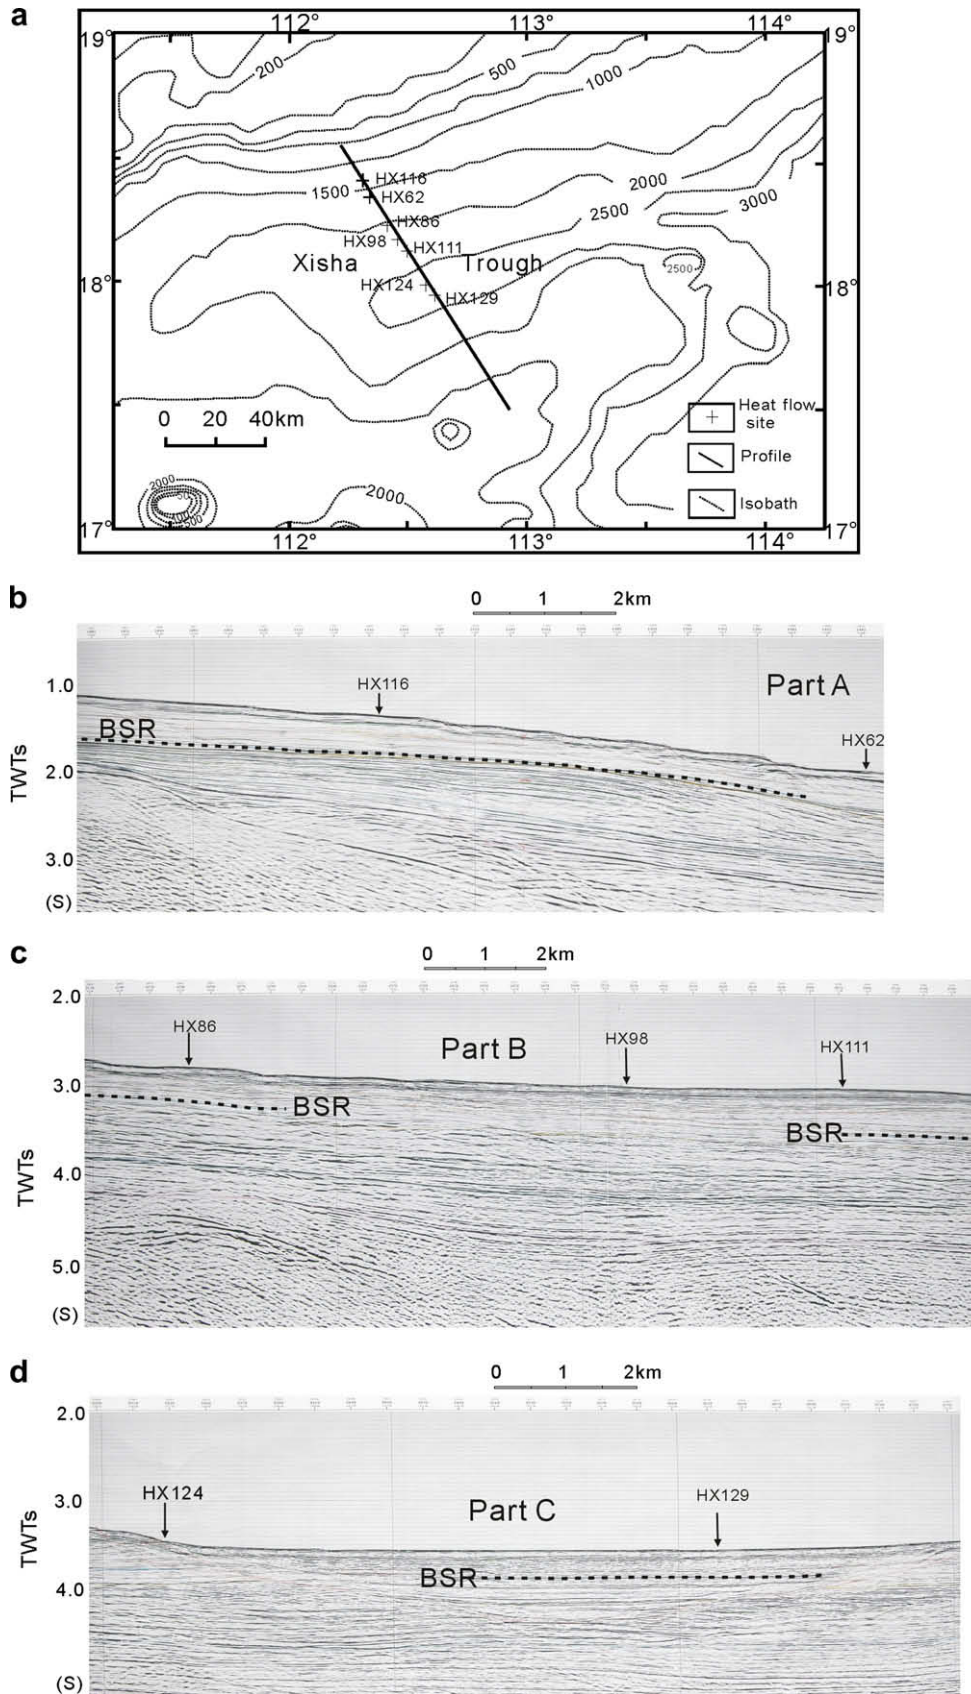 a
112° 113° 114°
19° 19°
200
500
1000
1500
HX116
HX62
2000
2500
3000
HX86
HX98 HX111
Xisha Trough
2500
18° 18°
HX124
HX129
0 20 40km
Heat flow
site
Profile
Isobath
2000
2000
17° 17°
112° 113° 114°
b
0 1 2km
1.0
HX116
Part A
BSR
HX62
TWTs
2.0
3.0
(S)
c
0 1 2km
2.0
HX86
Part B
HX98
HX111
3.0
BSR
BSR
TWTs
4.0
5.0
(S)
d
0 1 2km
2.0
HX124
HX129
3.0
Part C
TWTs
BSR
4.0
(S)